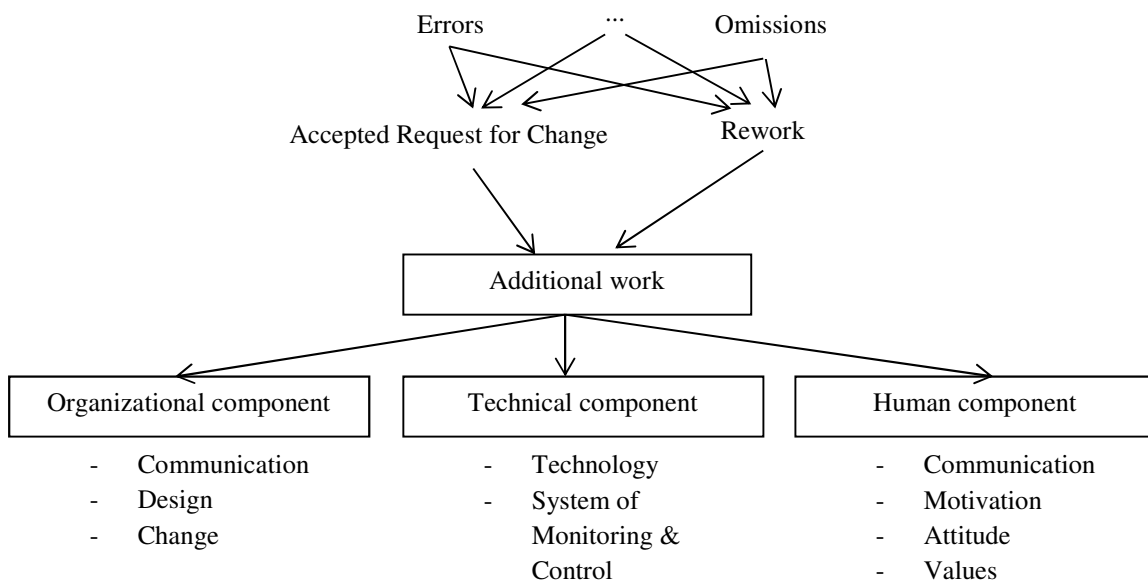 Errors ... Omissions
Accepted Request for Change Rework
Additional work
Organizational component
- Communication
- Design
- Change
Technical component
- Technology
- System of
Monitoring &
Control
Human component
- Communication
- Motivation
- Attitude
- Values